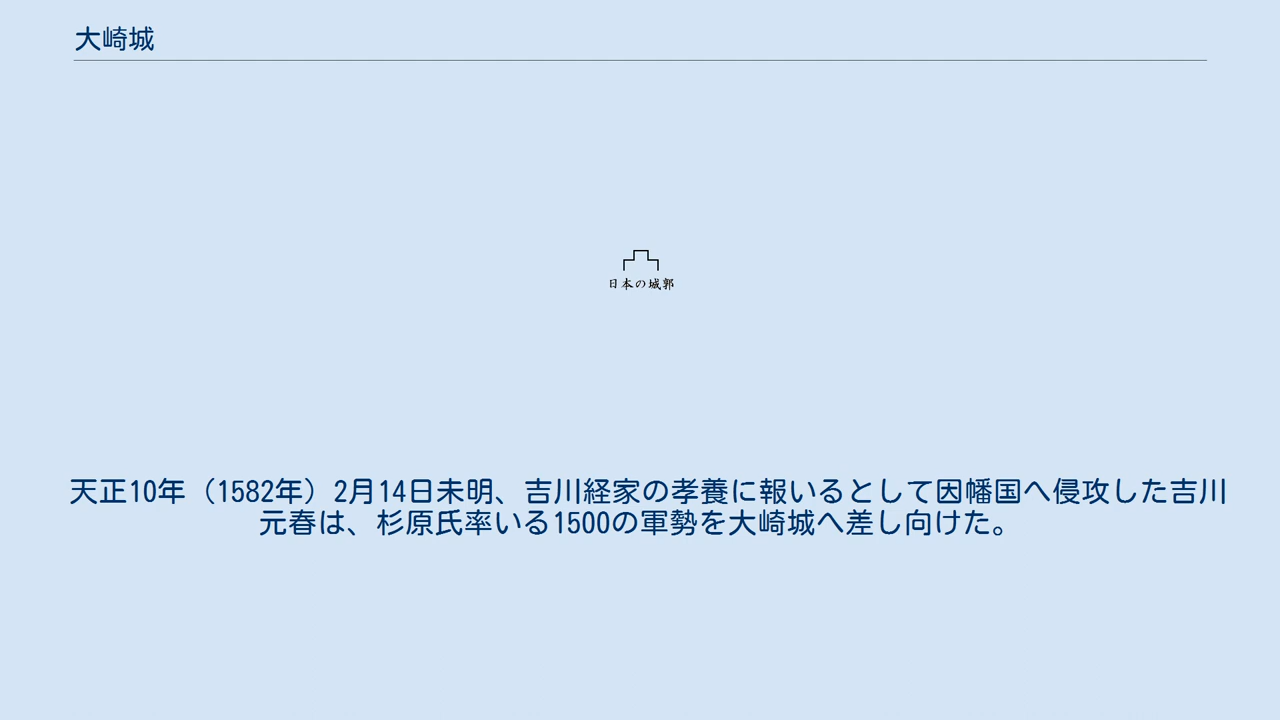 大崎城
日本の城郭
天正10年（1582年）2月14日未明、吉川経家の孝養に報いるとして因幡国へ侵攻した吉川
元春は、杉原氏率いる1500の軍勢を大崎城へ差し向けた。